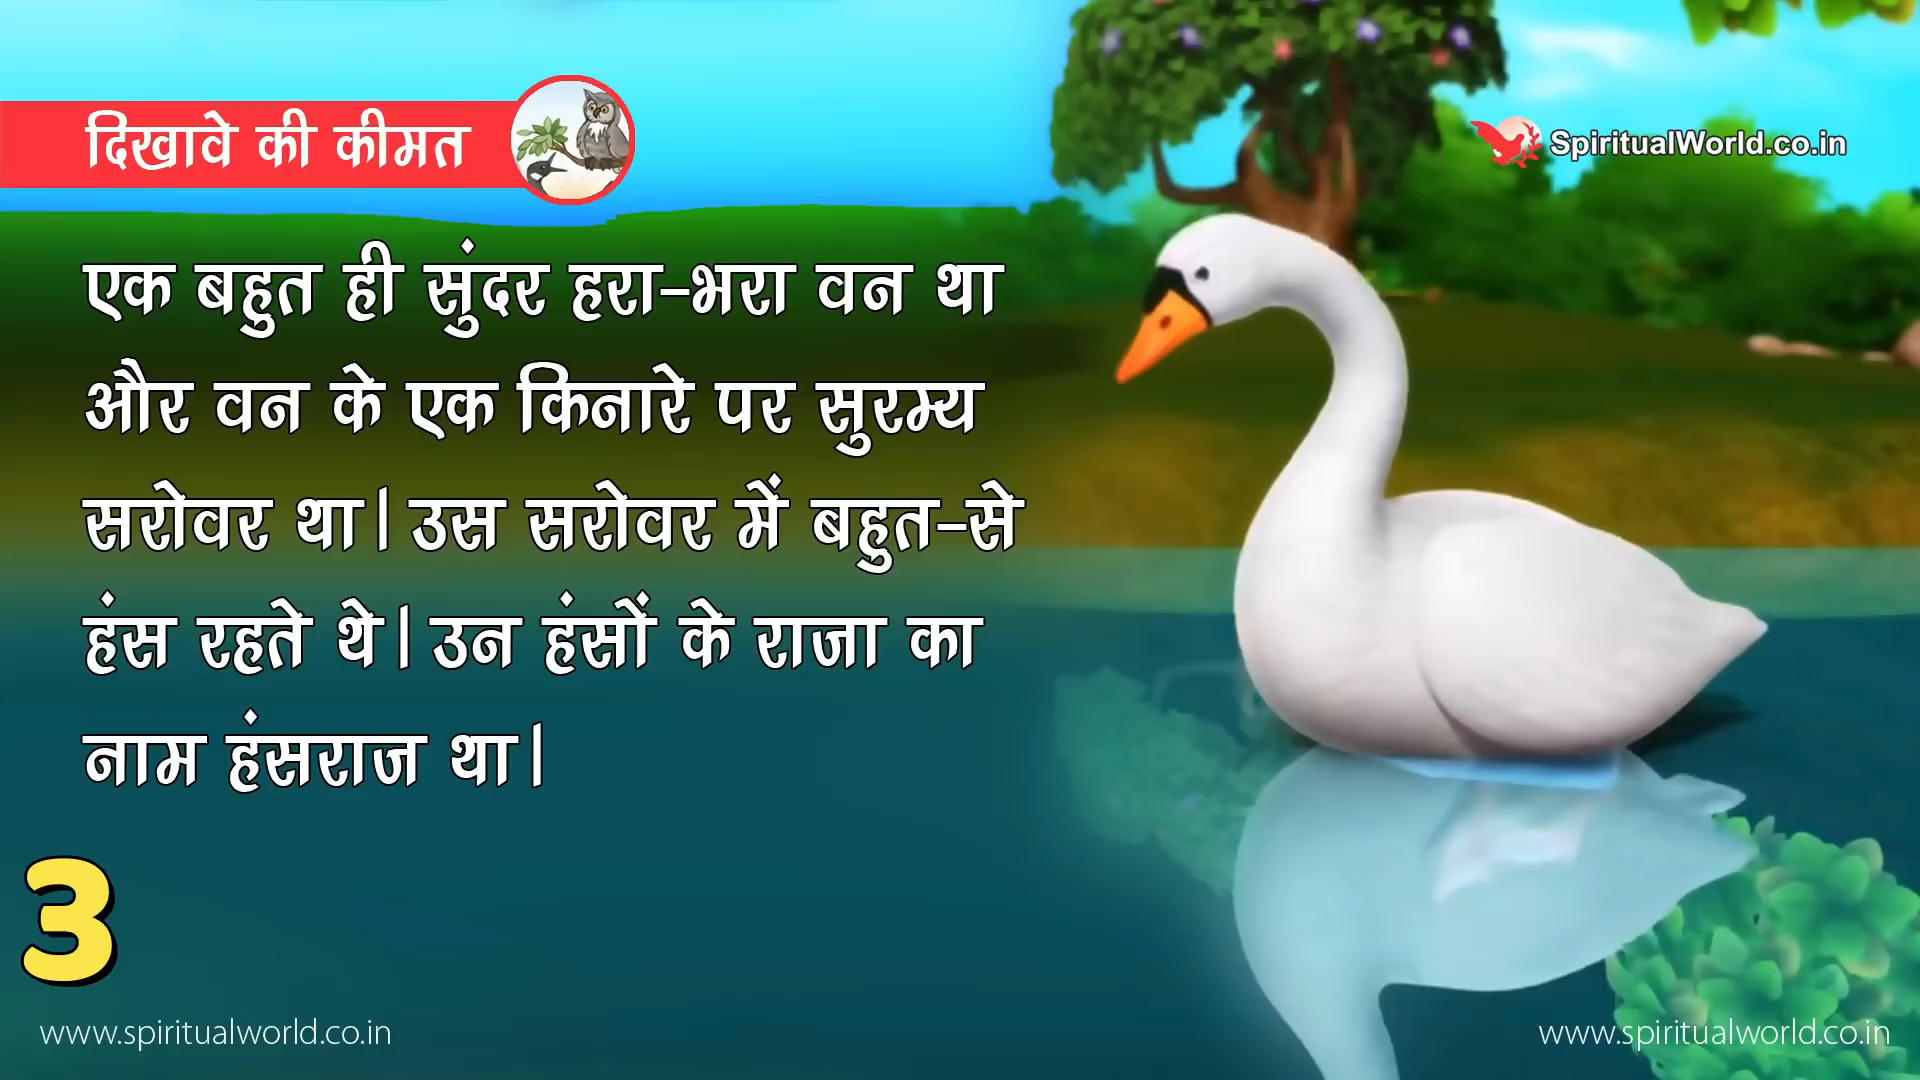 दिखावे की कीमत
SpiritualWorld.co.in
एक बहुत ही सुंदर हरा-भरा वन था
और वन के एक किनारे पर सुरम्य
सरोवर था। उस सरोवर में बहुत-से
हंस रहते थे। उन हंसों के राजा का
नाम हंसराज था।
3
www.spiritualworld.co.in
www.spiritualworld.co.in